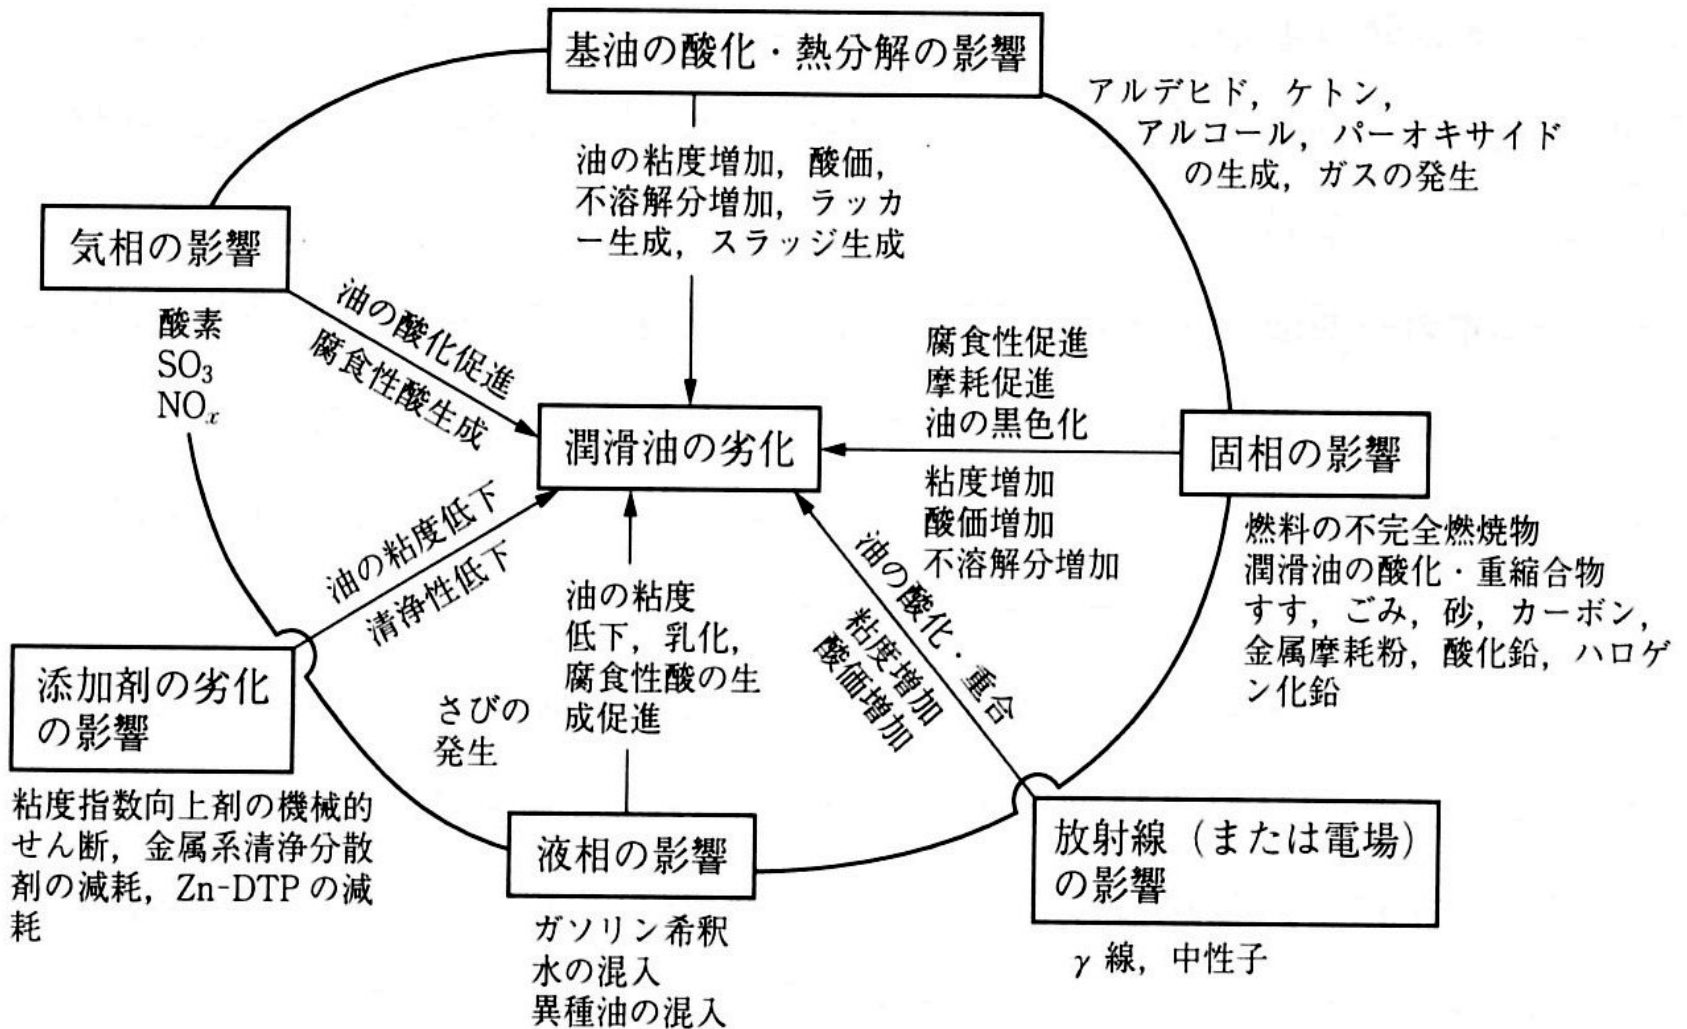 基油の酸化・熱分解の影響
アルデヒド，ケトン，
アルコール，パーオキサイド
の生成，ガスの発生
油の粘度増加，酸価，
不溶解分増加，ラッカ
ー生成，スラッジ生成
気相の影響
酸素
SO₃
NOₓ
油の酸化促進
腐食性酸生成
腐食性促進
摩耗促進
油の黒色化
潤滑油の劣化
固相の影響
粘度増加
酸価増加
不溶解分増加
燃料の不完全燃焼物
潤滑油の酸化・重縮合物
すす，ごみ，砂，カーボン，
金属摩耗粉，酸化鉛，ハロゲ
ン化鉛
油の粘度低下
清浄性低下
油の粘度
低下，乳化，
腐食性酸の生
成促進
油の酸化・重合
粘度増加
酸価増加
添加剤の劣化
の影響
さびの
発生
粘度指数向上剤の機械的
せん断，金属系清浄分散
剤の減耗，Zn-DTP の減
耗
液相の影響
ガソリン希釈
水の混入
異種油の混入
放射線（または電場）
の影響
γ 線，中性子